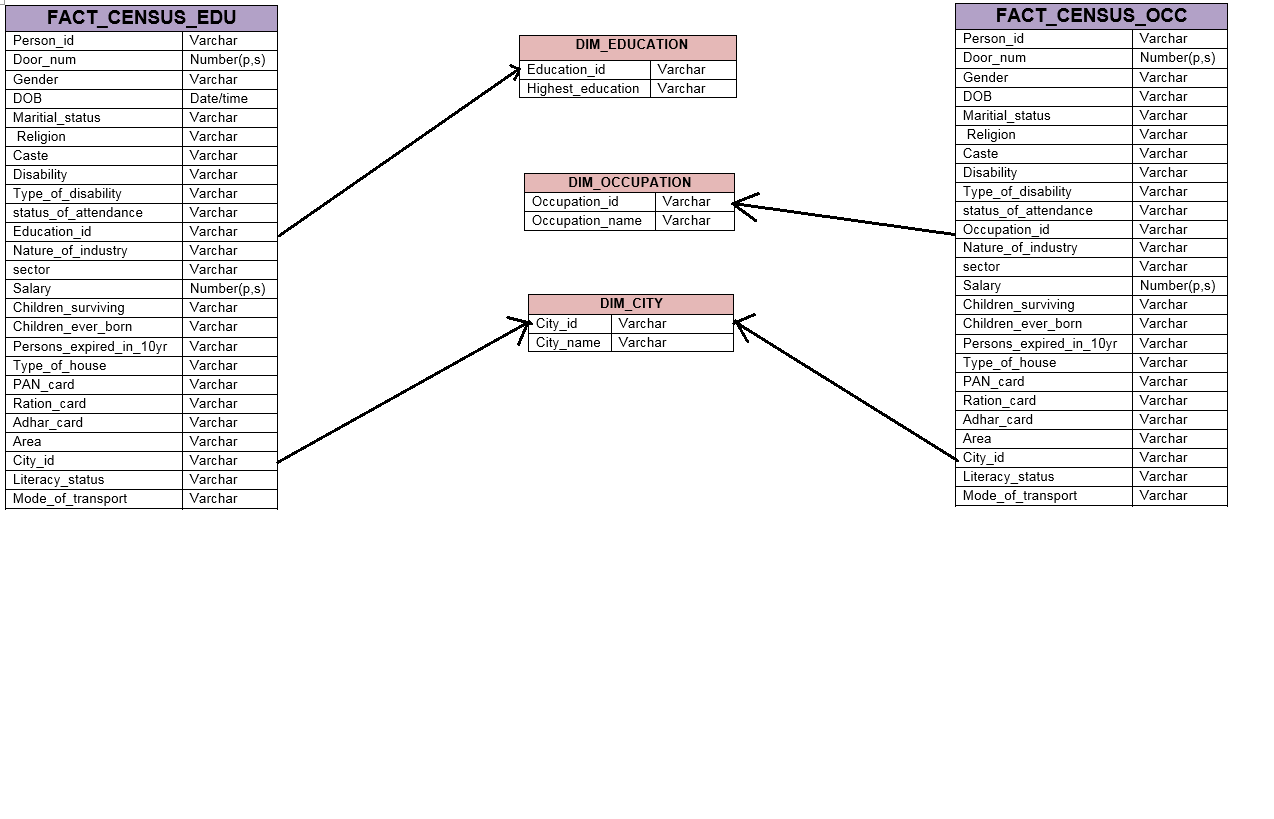 FACT_CENSUS_EDU
Person_id Varchar
Door_num Number(p,s)
Gender Varchar
DOB Date/time
Maritial_status Varchar
Religion Varchar
Caste Varchar
Disability Varchar
Type_of_disability Varchar
status_of_attendance Varchar
Education_id Varchar
Nature_of_industry Varchar
sector Varchar
Salary Number(p,s)
Children_surviving Varchar
Children_ever_born Varchar
Persons_expired_in_10yr Varchar
Type_of_house Varchar
PAN_card Varchar
Ration_card Varchar
Adhar_card Varchar
Area Varchar
City_id Varchar
Literacy_status Varchar
Mode_of_transport Varchar
DIM_EDUCATION
Education_id Varchar
Highest_education Varchar
DIM_OCCUPATION
Occupation_id Varchar
Occupation_name Varchar
DIM_CITY
City_id Varchar
City_name Varchar
FACT_CENSUS_OCC
Person_id Varchar
Door_num Number(p,s)
Gender Varchar
DOB Varchar
Maritial_status Varchar
Religion Varchar
Caste Varchar
Disability Varchar
Type_of_disability Varchar
status_of_attendance Varchar
Occupation_id Varchar
Nature_of_industry Varchar
sector Varchar
Salary Number(p,s)
Children_surviving Varchar
Children_ever_born Varchar
Persons_expired_in_10yr Varchar
Type_of_house Varchar
PAN_card Varchar
Ration_card Varchar
Adhar_card Varchar
Area Varchar
City_id Varchar
Literacy_status Varchar
Mode_of_transport Varchar